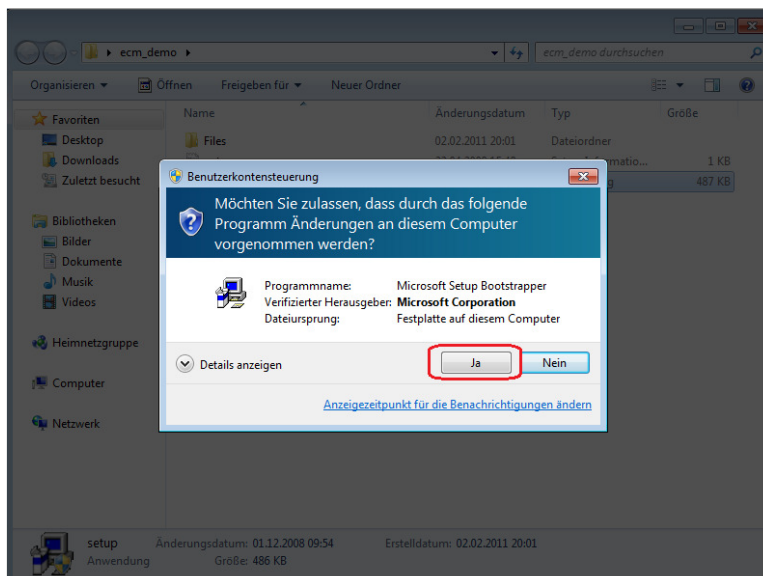 ecm_demo
ecm_demo durchsuchen
Organisieren Öffnen Freigeben für Neuer Ordner
Favoriten
Desktop
Downloads
Zuletzt besucht
Bibliotheken
Bilder
Dokumente
Musik
Videos
Heimnetzgruppe
Computer
Netzwerk
Name Änderungsdatum Typ Größe
Files 02.02.2011 20:01 Dateiordner
1 KB
487 KB
Benutzerkontensteuerung
Möchten Sie zulassen, dass durch das folgende
Programm Änderungen an diesem Computer
vorgenommen werden?
Programmname: Microsoft Setup Bootstrapper
Verifizierter Herausgeber: Microsoft Corporation
Dateiursprung: Festplatte auf diesem Computer
Details anzeigen
Ja Nein
Anzeigezeitpunkt für die Benachrichtigungen ändern
setup Änderungsdatum: 01.12.2008 09:54 Erstelldatum: 02.02.2011 20:01
Anwendung Größe: 486 KB